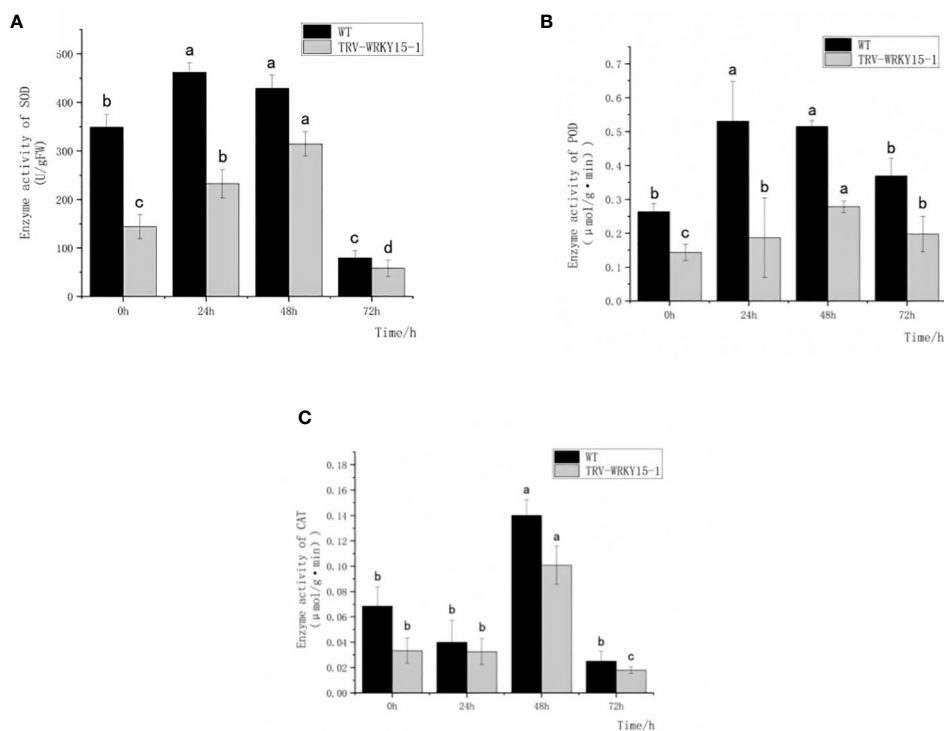 A
WT
TRV-WRKY15-1
Enzyme activity of SOD
(U/gFW)
500
400
300
200
100
0
b
c
a
b
a
a
c
d
0h
24h
48h
72h
Time/h
B
WT
TRV-WRKY15-1
Enzyme activity of POD
(μmol/g·min))
0.7
0.6
0.5
0.4
0.3
0.2
0.1
0.0
b
c
a
b
a
a
b
b
0h
24h
48h
72h
Time/h
C
WT
TRV-WRKY15-1
Enzyme activity of CAT
(μmol/g·min))
0.18
0.16
0.14
0.12
0.10
0.08
0.06
0.04
0.02
0.00
b
b
b
b
a
a
b
c
0h
24h
48h
72h
Time/h